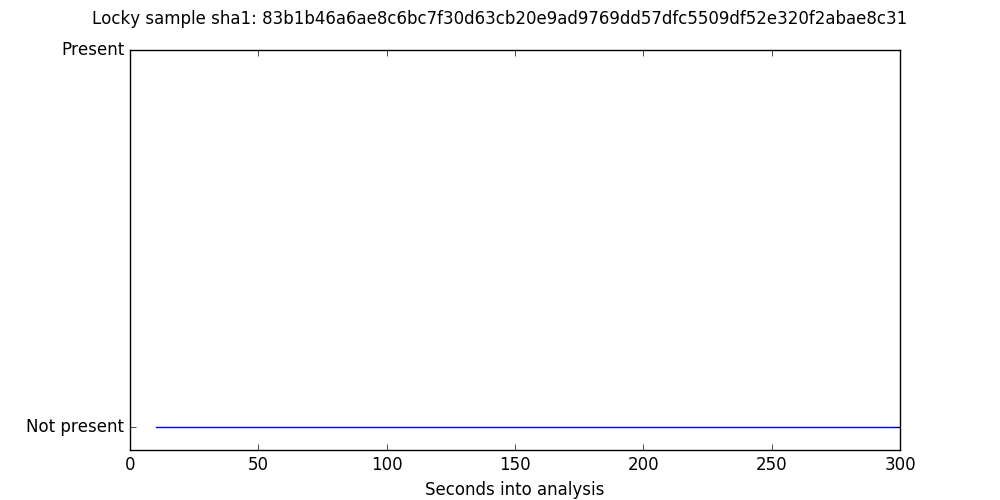 Locky sample sha1: 83b1b46a6ae8c6bc7f30d63cb20e9ad9769dd57dfc5509df52e320f2abae8c31
Present
Not present
0 50 100 150 200 250 300
Seconds into analysis